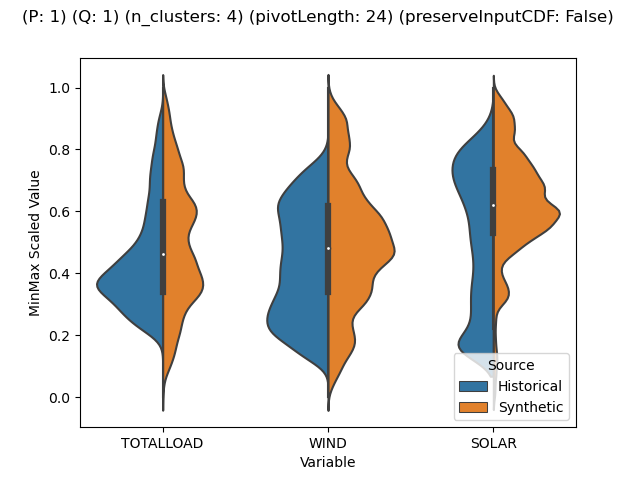 (P: 1) (Q: 1) (n_clusters: 4) (pivotLength: 24) (preserveInputCDF: False)
MinMax Scaled Value
1.0
0.8
0.6
0.4
0.2
0.0
Source
Historical
Synthetic
TOTALLOAD WIND SOLAR
Variable